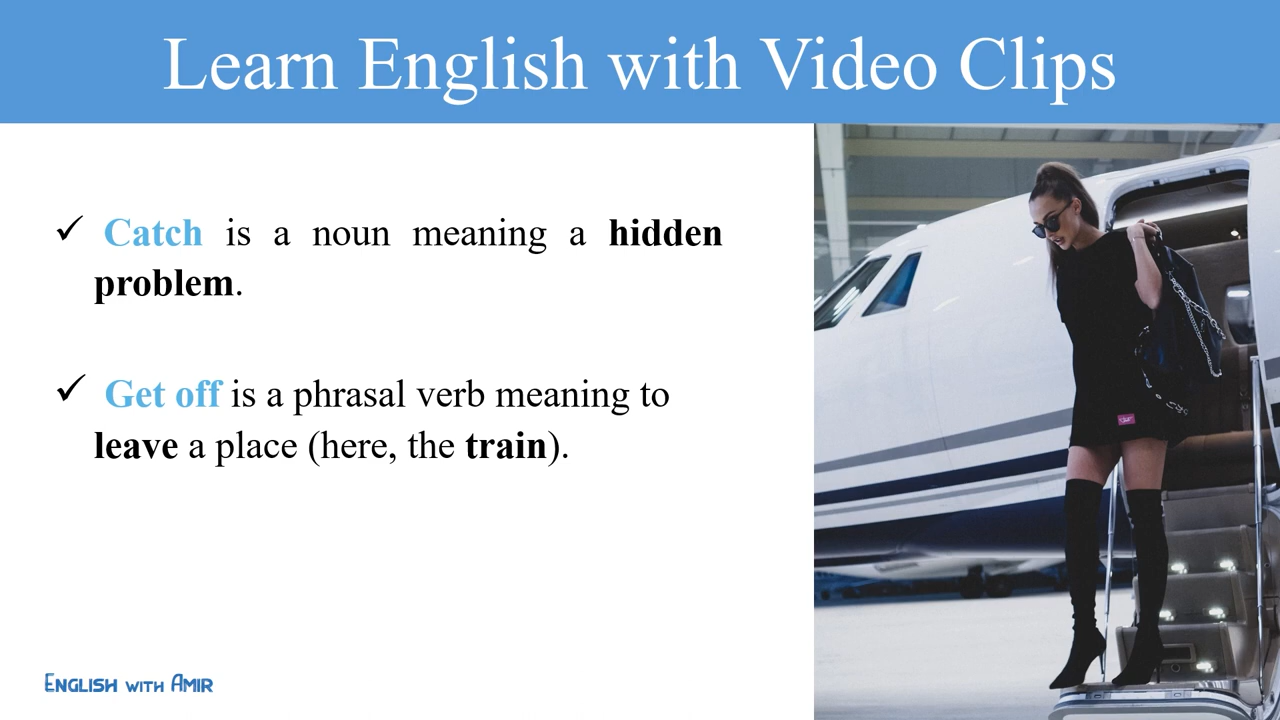 Learn English with Video Clips
✓ Catch is a noun meaning a hidden
problem.
✓ Get off is a phrasal verb meaning to
leave a place (here, the train).
English with Amir